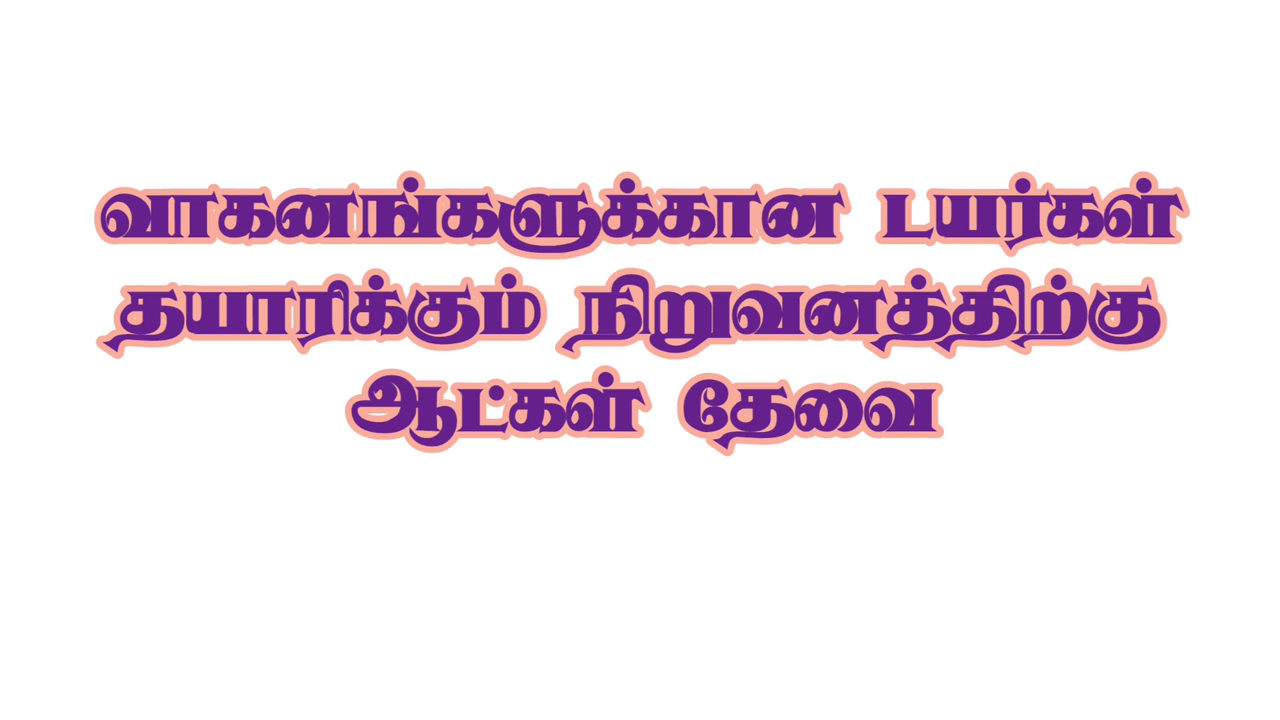 வாகனங்களுக்கான டயர்கள்
தயாரிக்கும் நிறுவனத்திற்கு
ஆட்கள் தேவை